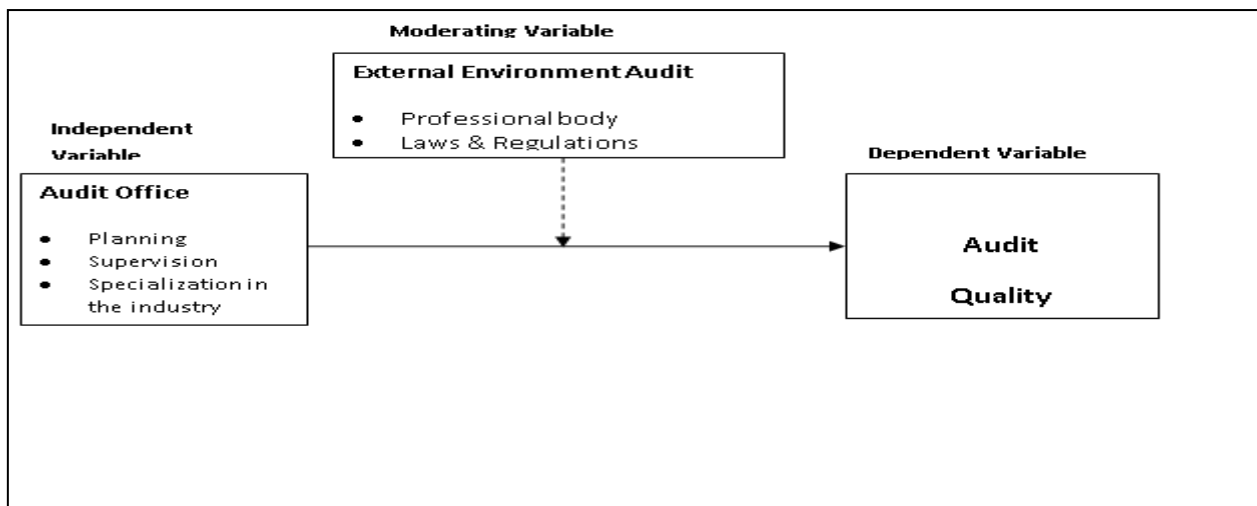 Moderating Variable
External Environment Audit
• Professional body
• Laws & Regulations
Independent
Variable
Audit Office
• Planning
• Supervision
• Specialization in
the industry
Dependent Variable
Audit
Quality